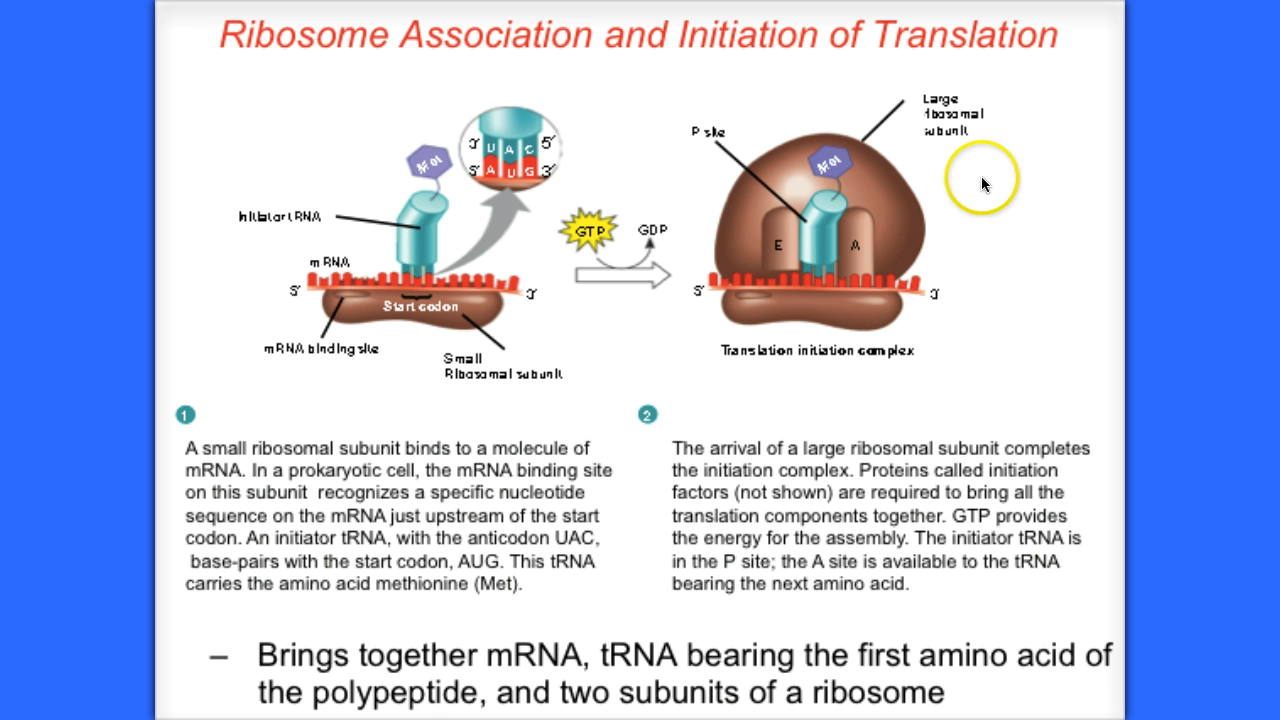 Ribosome Association and Initiation of Translation
Large
ribosomal
subunit
P site
Met
Met
3′ U A C 5′
5′ A U G 3′
Initiator tRNA
GTP
GDP
E
A
mRNA
5′
3′
5′
3′
Start codon
mRNA binding site
Small
Ribosomal subunit
Translation initiation complex
1
2
A small ribosomal subunit binds to a molecule of
mRNA. In a prokaryotic cell, the mRNA binding site
on this subunit recognizes a specific nucleotide
sequence on the mRNA just upstream of the start
codon. An initiator tRNA, with the anticodon UAC,
base-pairs with the start codon, AUG. This tRNA
carries the amino acid methionine (Met).
The arrival of a large ribosomal subunit completes
the initiation complex. Proteins called initiation
factors (not shown) are required to bring all the
translation components together. GTP provides
the energy for the assembly. The initiator tRNA is
in the P site; the A site is available to the tRNA
bearing the next amino acid.
– Brings together mRNA, tRNA bearing the first amino acid of
the polypeptide, and two subunits of a ribosome